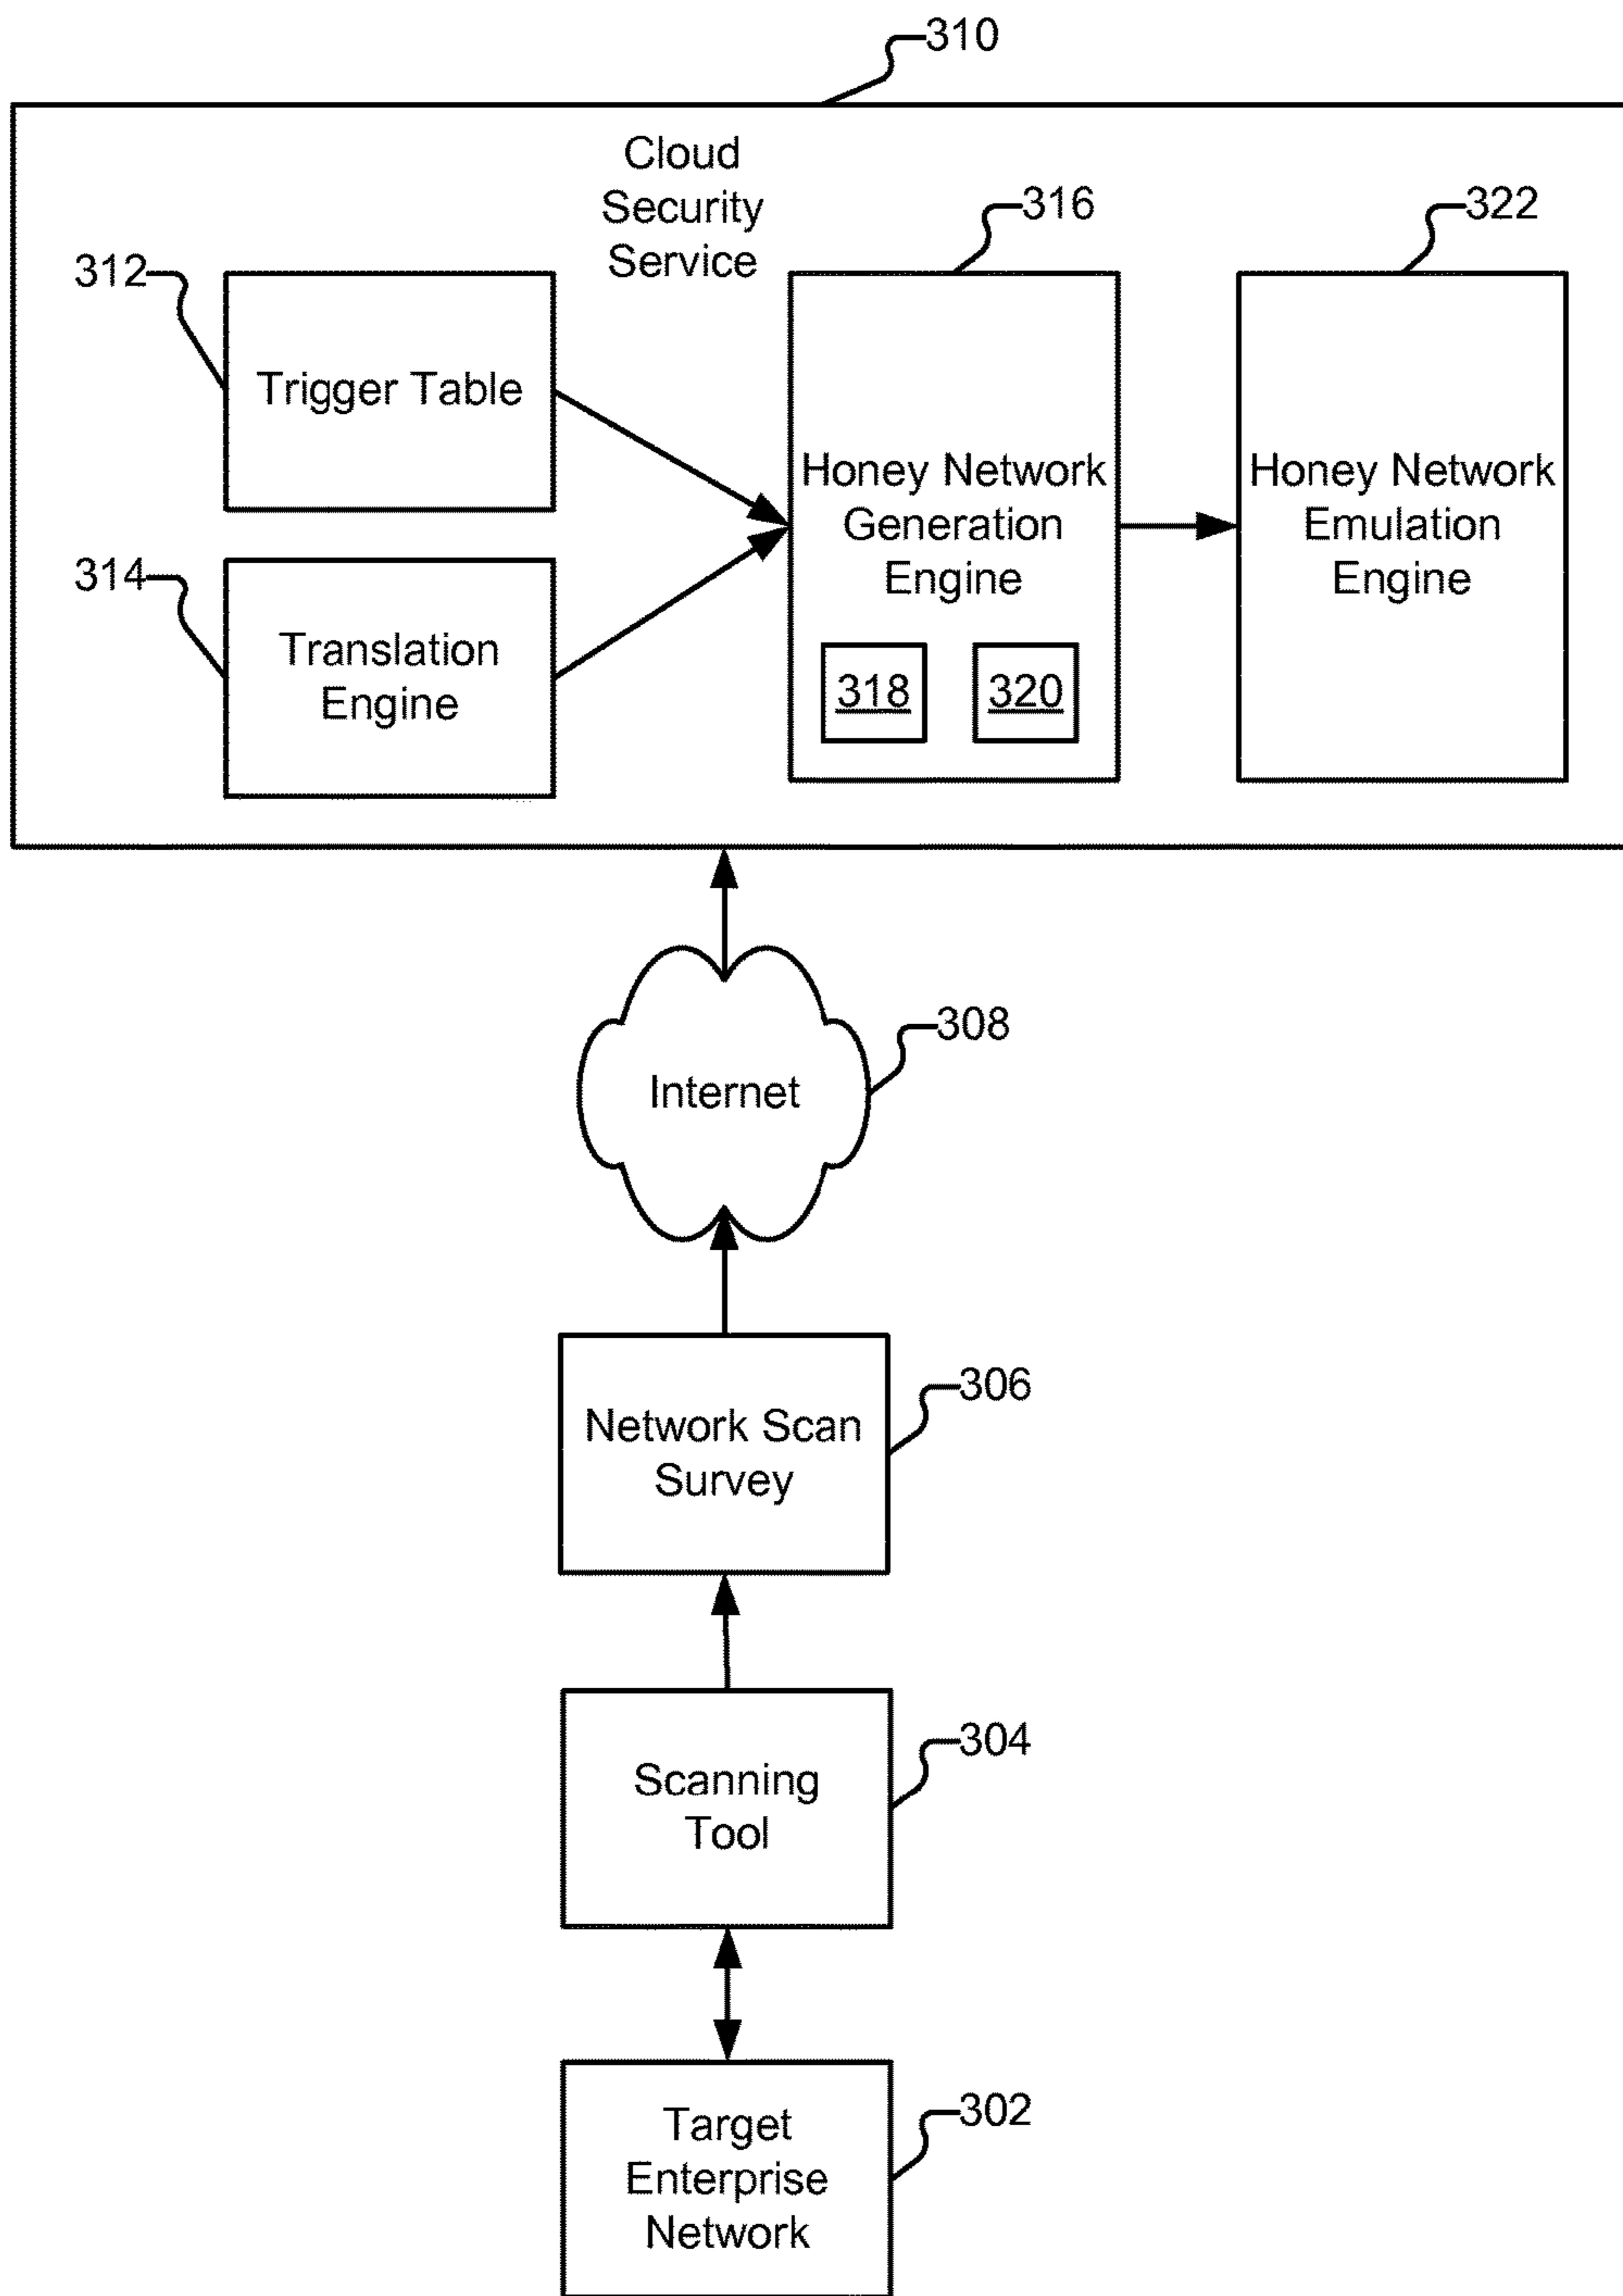 310
Cloud
Security
Service
312
Trigger Table
314
Translation
Engine
316
Honey Network
Generation
Engine
318
320
322
Honey Network
Emulation
Engine
Internet
308
Network Scan
Survey
306
Scanning
Tool
304
Target
Enterprise
Network
302